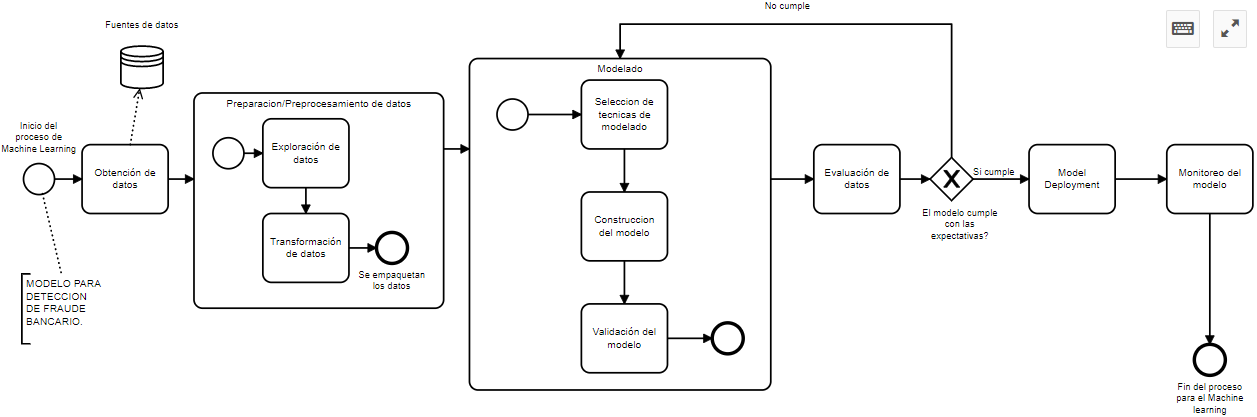 No cumple
Fuentes de datos
Modelado
Preparacion/Preprocesamiento de datos
Inicio del
proceso de
Machine Learning
Obtención de
datos
Exploración de
datos
Transformación
de datos
Se empaquetan
los datos
MODELO PARA
DETECCION
DE FRAUDE
BANCARIO.
Seleccion de
tecnicas de
modelado
Construccion
del modelo
Validación del
modelo
Evaluación de
datos
X
Si cumple
El modelo cumple
con las
expectativas?
Model
Deployment
Monitoreo del
modelo
Fin del proceso
para el Machine
learning